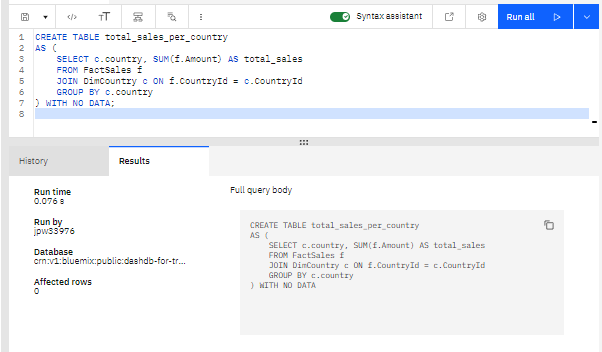 </>
тT
Syntax assistant
Run all
1 CREATE TABLE total_sales_per_country
2 AS (
3 SELECT c.country, SUM(f.Amount) AS total_sales
4 FROM FactSales f
5 JOIN DimCountry c ON f.CountryId = c.CountryId
6 GROUP BY c.country
7 ) WITH NO DATA;
8
History
Results
Run time
0.076 s
Run by
jpw33976
Database
crn:v1:bluemix:public:dashdb-for-tr...
Affected rows
0
Full query body
CREATE TABLE total_sales_per_country
AS (
SELECT c.country, SUM(f.Amount) AS total_sales
FROM FactSales f
JOIN DimCountry c ON f.CountryId = c.CountryId
GROUP BY c.country
) WITH NO DATA